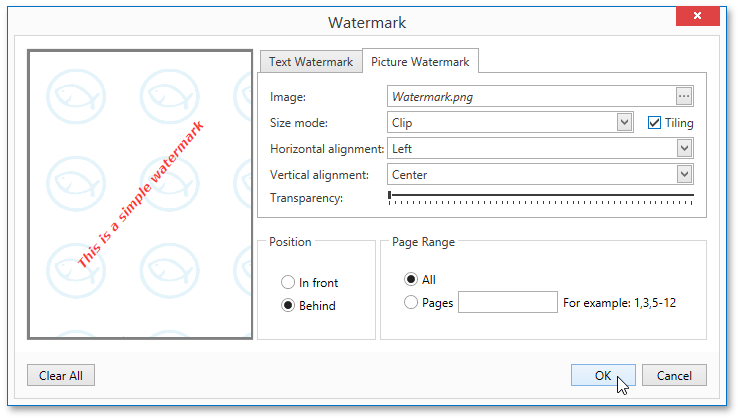 Watermark
Text Watermark
Picture Watermark
Image:
Watermark.png
...
Size mode:
Clip
Tiling
Horizontal alignment:
Left
Vertical alignment:
Center
Transparency:
This is a simple watermark
Position
In front
Behind
Page Range
All
Pages
For example: 1,3,5-12
Clear All
OK
Cancel